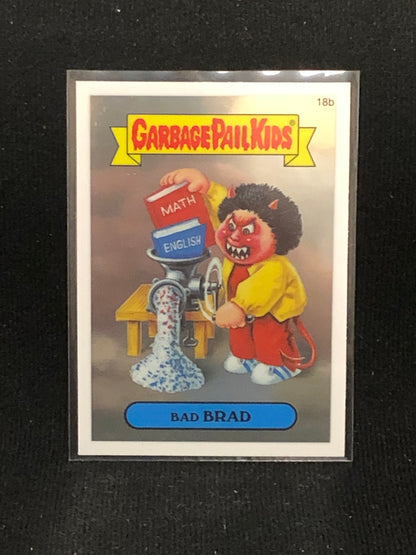 18b
GARBAGE PAIL KIDS®
MATH
ENGLISH
BAD BRAD